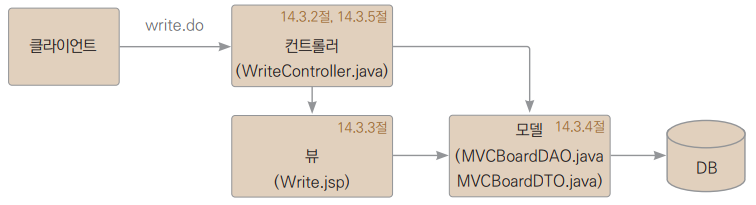 클라이언트
write.do
14.3.2절, 14.3.5절
컨트롤러
(WriteController.java)
14.3.3절
뷰
(Write.jsp)
14.3.4절
모델
(MVCBoardDAO.java
MVCBoardDTO.java)
DB